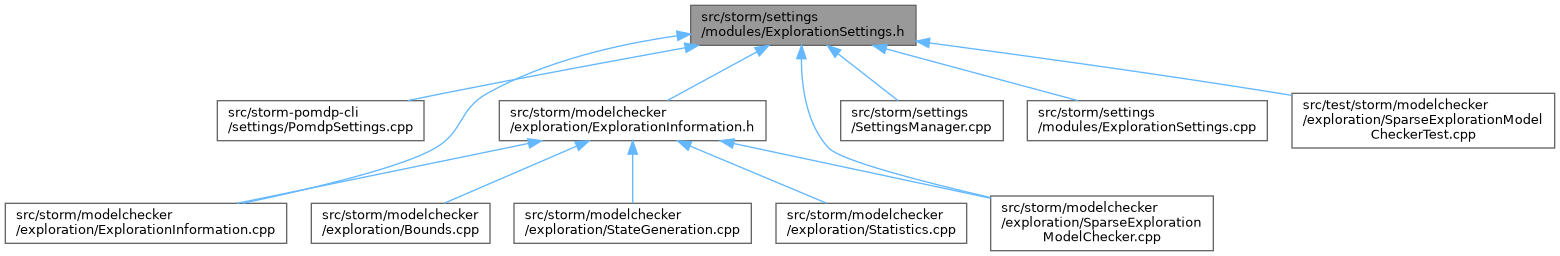 src/storm/settings
/modules/ExplorationSettings.h
src/storm-pomdp-cli
/settings/PomdpSettings.cpp
src/storm/modelchecker
/exploration/ExplorationInformation.h
src/storm/settings
/SettingsManager.cpp
src/storm/settings
/modules/ExplorationSettings.cpp
src/test/storm/modelchecker
/exploration/SparseExplorationModel
CheckerTest.cpp
src/storm/modelchecker
/exploration/ExplorationInformation.cpp
src/storm/modelchecker
/exploration/Bounds.cpp
src/storm/modelchecker
/exploration/StateGeneration.cpp
src/storm/modelchecker
/exploration/Statistics.cpp
src/storm/modelchecker
/exploration/SparseExploration
ModelChecker.cpp